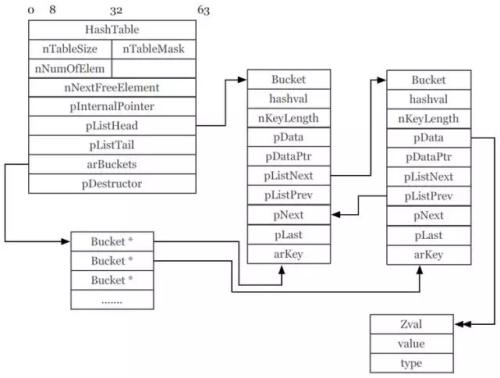 0 8 32 63
HashTable
nTableSize nTableMask
nNumOfElem
nNextFreeElement
pInternalPointer
pListHead
pListTail
arBuckets
pDestructor
Bucket *
Bucket *
Bucket *
.......
Bucket
hashval
nKeyLength
pData
pDataPtr
pListNext
pListPrev
pNext
pLast
arKey
Bucket
hashval
nKeyLength
pData
pDataPtr
pListNext
pListPrev
pNext
pLast
arKey
Zval
value
type